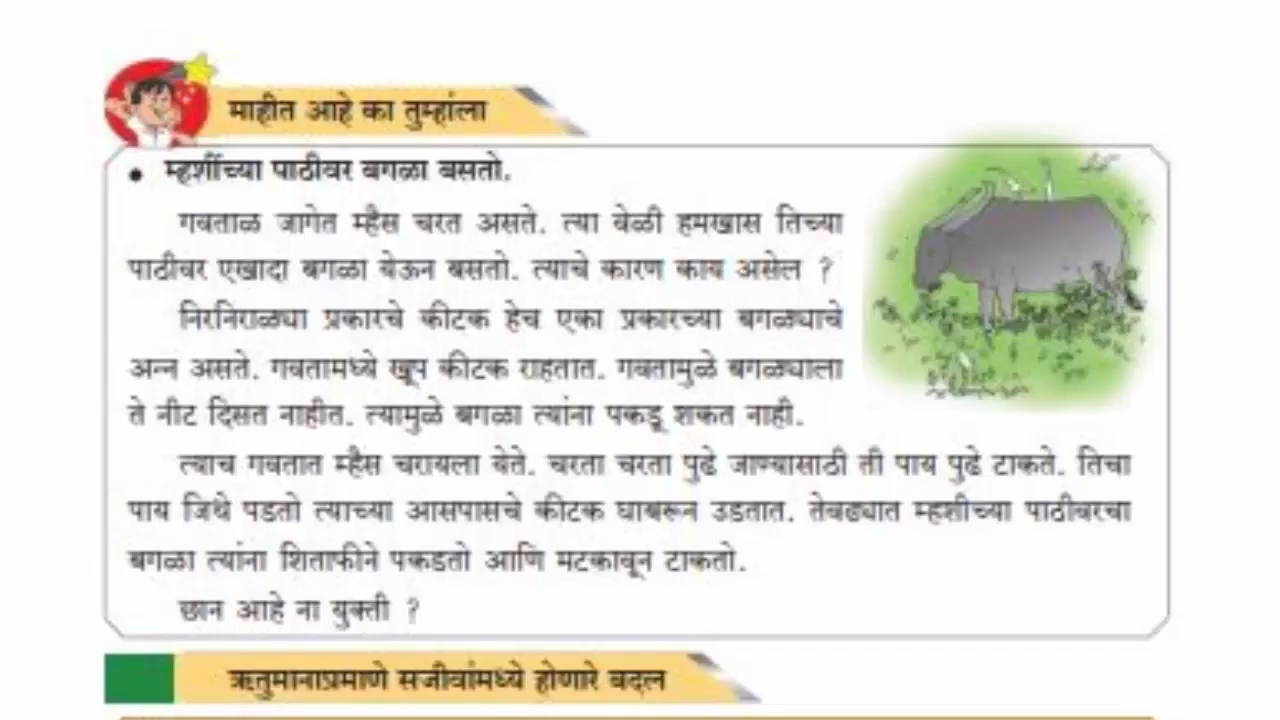 माहीत आहे का तुम्हांला
• म्हशींच्या पाठीवर बगळा बसतो.
गवताळ जागेत म्हैस चरत असते. त्या वेळी हमखास तिच्या
पाठीवर एखादा बगळा येऊन बसतो. त्याचे कारण काय असेल ?
निरनिराळ्या प्रकारचे कीटक हेच एका प्रकारच्या बगळ्याचे
अन्न असते. गवतामध्ये खूप कीटक राहतात. गवतामुळे बगळ्याला
ते नीट दिसत नाहीत. त्यामुळे बगळा त्यांना पकडू शकत नाही.
त्याच गवतात म्हैस चरायला येते. चरता चरता पुढे जाण्यासाठी ती पाय पुढे टाकते. तिचा
पाय जिथे पडतो त्याच्या आसपासचे कीटक घाबरून उडतात. तेवढ्यात म्हशीच्या पाठीवरचा
बगळा त्यांना शिताफीने पकडतो आणि मटकावून टाकतो.
छान आहे ना युक्ती ?
ऋतुमानाप्रमाणे सजीवांमध्ये होणारे बदल